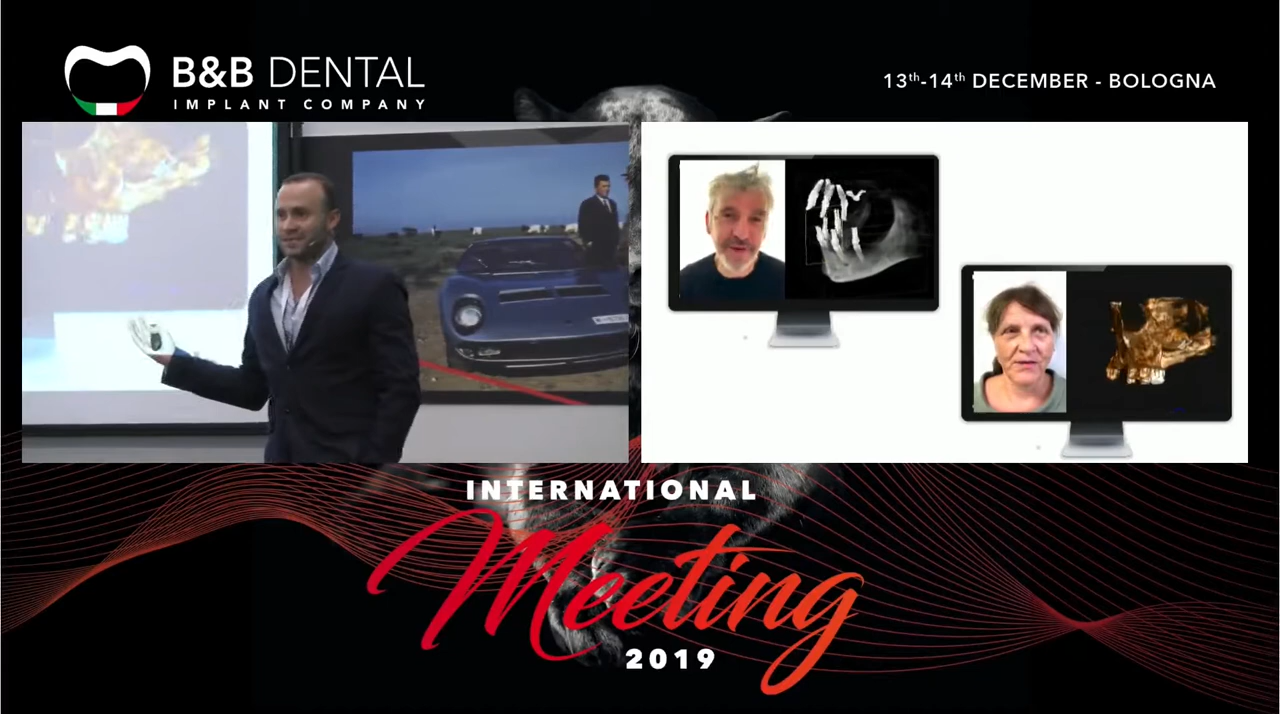 B&B DENTAL
IMPLANT COMPANY
13th-14th DECEMBER - BOLOGNA
INTERNATIONAL
Meeting
2019